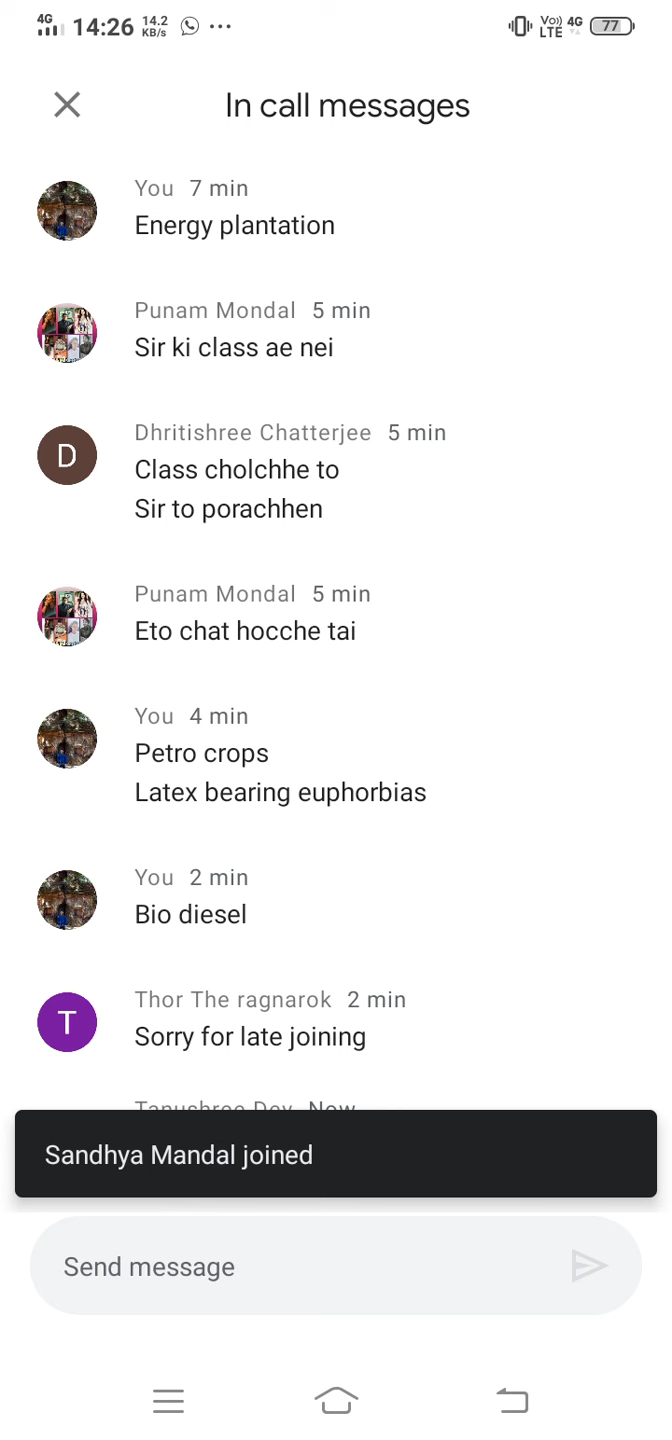 4G 14:26 14.2 KB/s Vo) LTE 4G 77
In call messages
You 7 min
Energy plantation
Punam Mondal 5 min
Sir ki class ae nei
D
Dhritishree Chatterjee 5 min
Class cholchhe to
Sir to porachhen
Punam Mondal 5 min
Eto chat hocche tai
You 4 min
Petro crops
Latex bearing euphorbias
You 2 min
Bio diesel
T
Thor The ragnarok 2 min
Sorry for late joining
Tanushree Dey Now
Sandhya Mandal joined
Send message